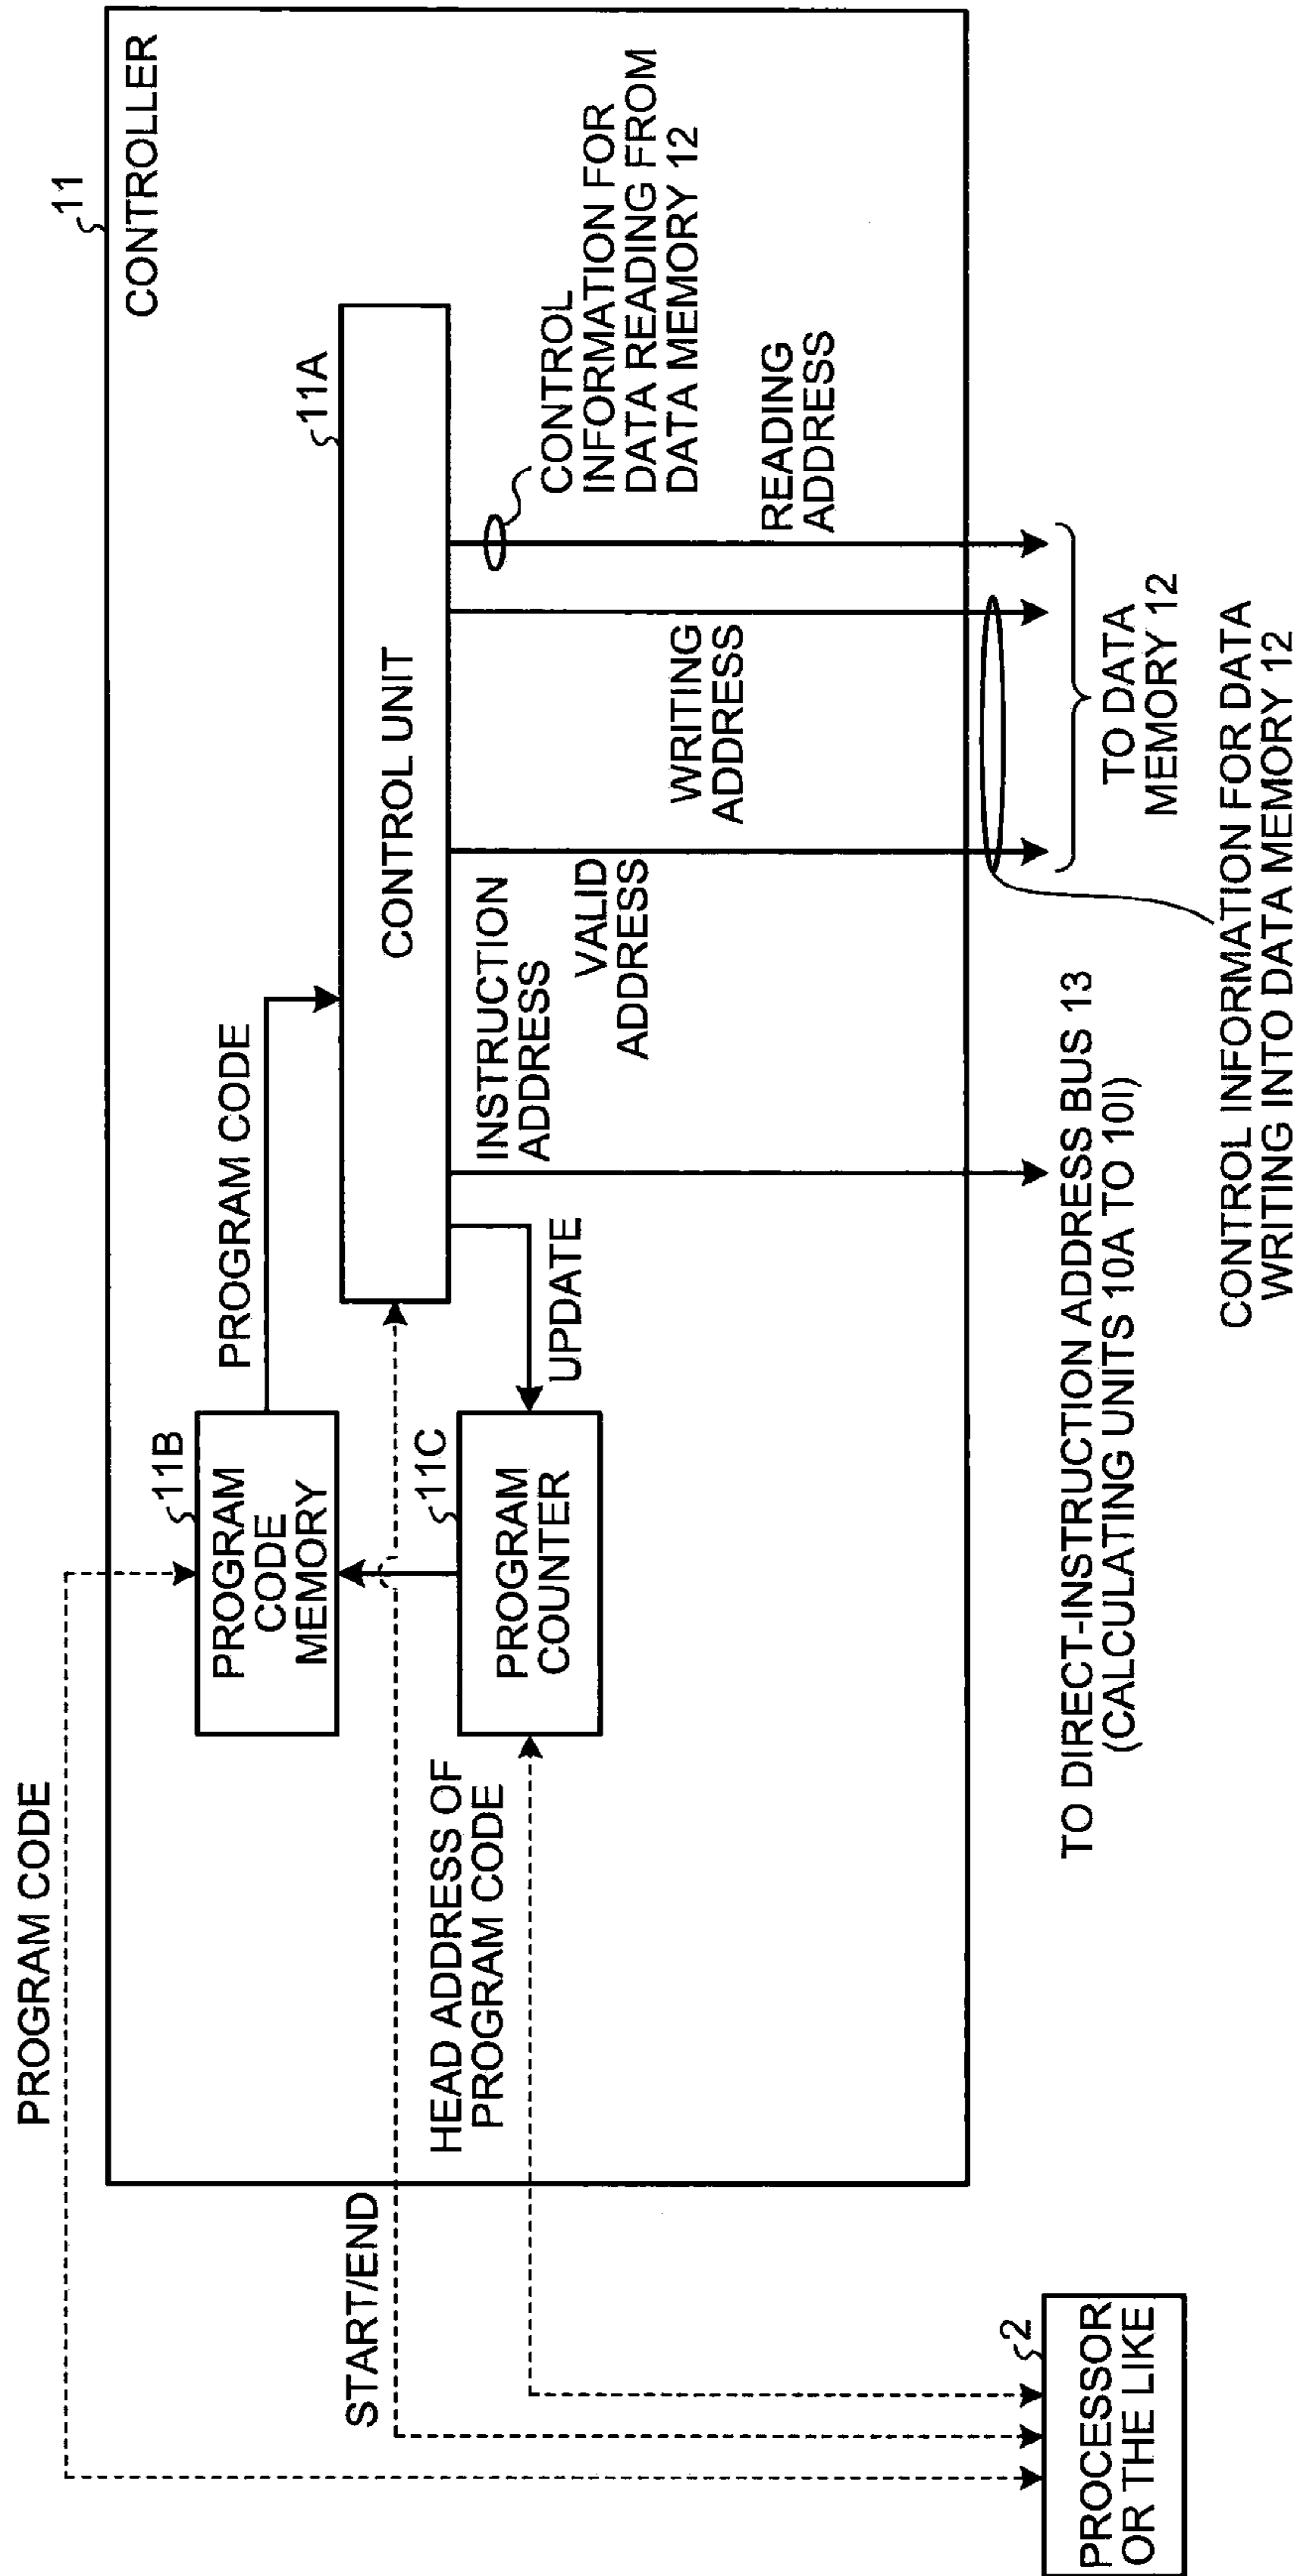 PROGRAM CODE
11
CONTROLLER
11B
PROGRAM
CODE
MEMORY
PROGRAM CODE
11A
CONTROL UNIT
START/END
HEAD ADDRESS OF
PROGRAM CODE
11C
PROGRAM
COUNTER
UPDATE
INSTRUCTION
ADDRESS
VALID
ADDRESS
WRITING
ADDRESS
READING
ADDRESS
CONTROL
INFORMATION FOR
DATA READING FROM
DATA MEMORY 12
2
PROCESSOR
OR THE LIKE
TO DIRECT-INSTRUCTION ADDRESS BUS 13
(CALCULATING UNITS 10A TO 10I)
TO DATA
MEMORY 12
CONTROL INFORMATION FOR DATA
WRITING INTO DATA MEMORY 12